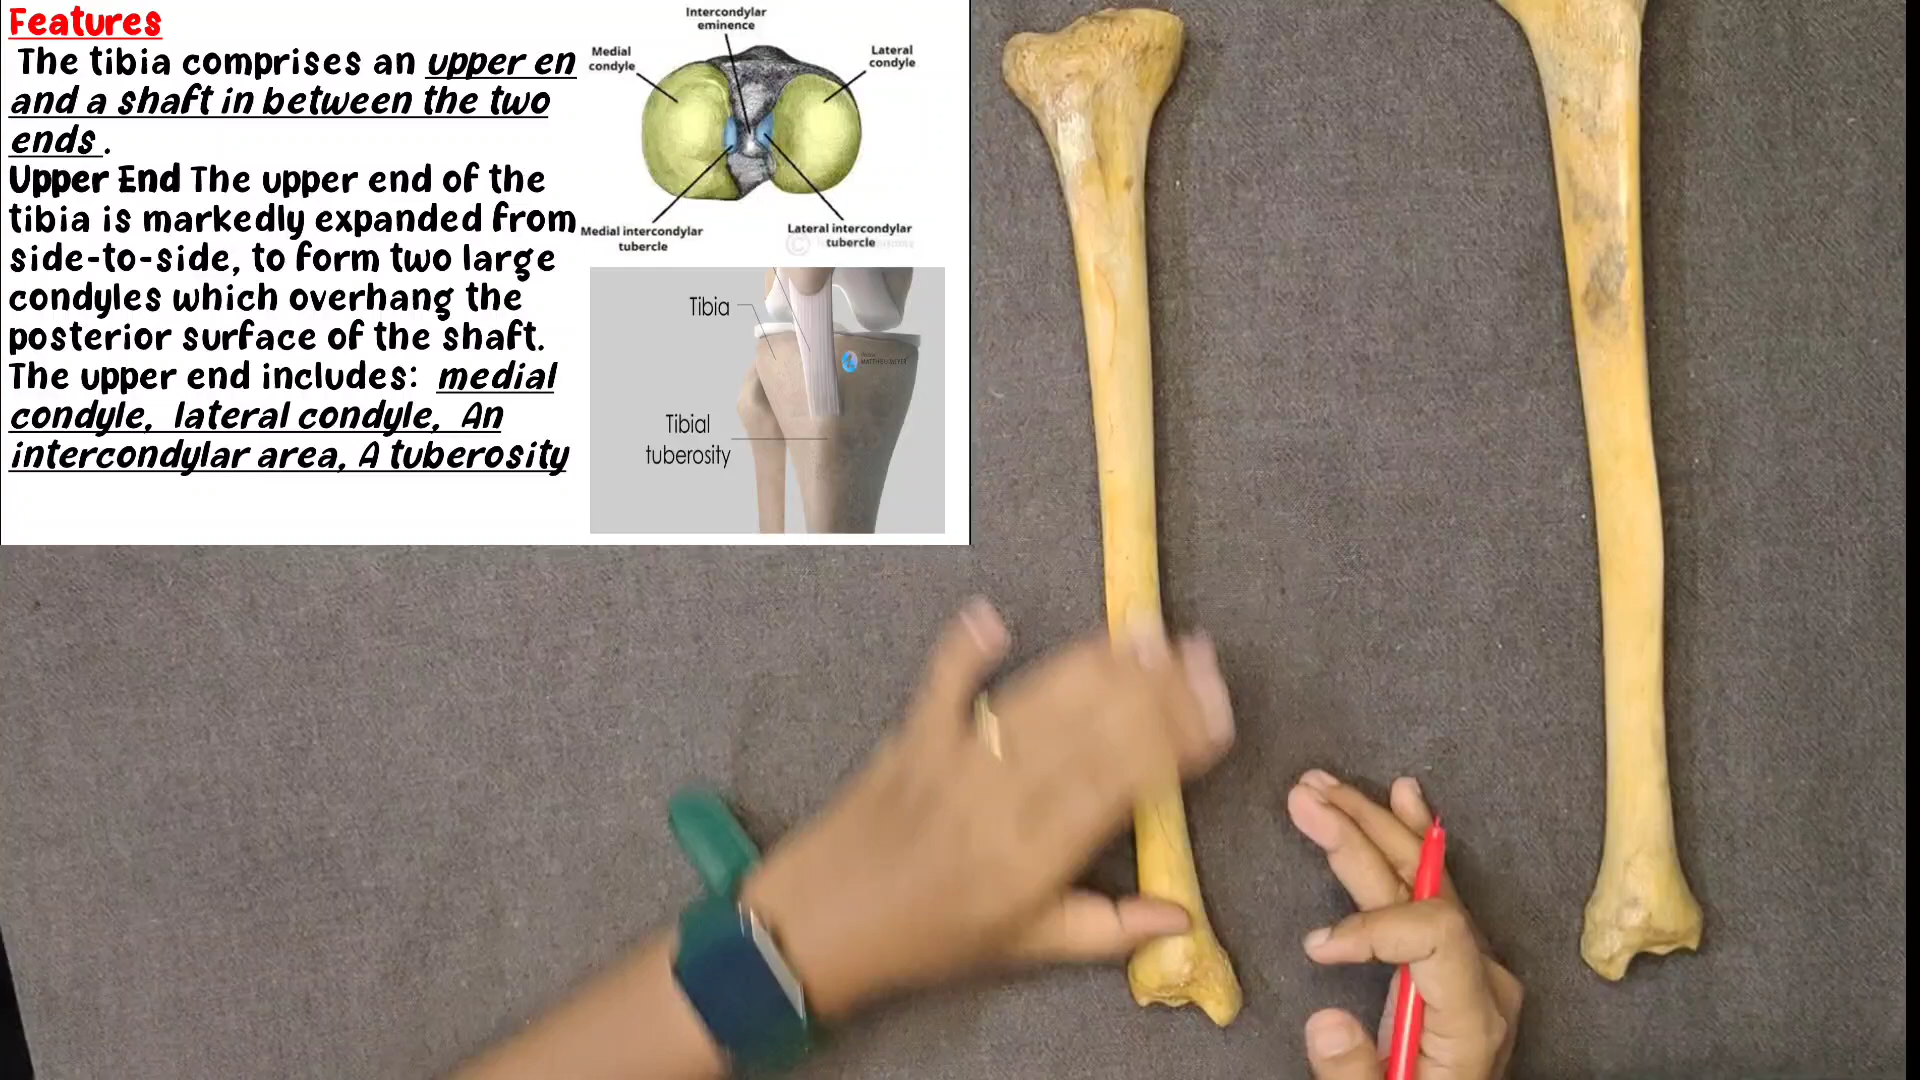 Features
The tibia comprises an upper en
and a shaft in between the two
ends .
Upper End The upper end of the
tibia is markedly expanded from
side-to-side, to form two large
condyles which overhang the
posterior surface of the shaft.
The upper end includes: medial
condyle, lateral condyle, An
intercondylar area, A tuberosity
Intercondylar
eminence
Medial
condyle
Lateral
condyle
Medial intercondylar
tubercle
Lateral intercondylar
tubercle
Tibia
Tibial
tuberosity